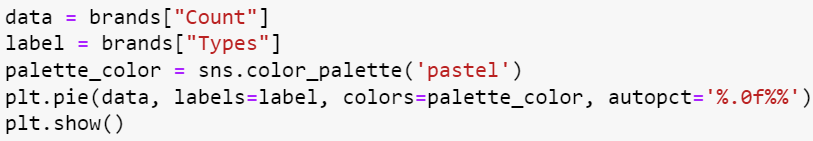 data = brands["Count"]
label = brands["Types"]
palette_color = sns.color_palette('pastel')
plt.pie(data, labels=label, colors=palette_color, autopct='%.0f%%')
plt.show()